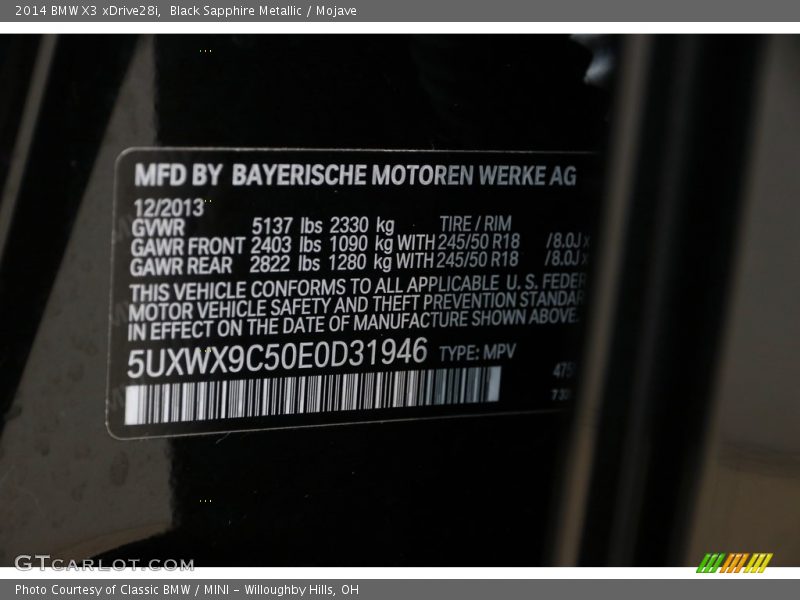 2014 BMW X3 xDrive28i,  Black Sapphire Metallic / Mojave
MFD BY BAYERISCHE MOTOREN WERKE AG
12/2013
GVWR 5137 lbs 2330 kg TIRE / RIM
GAWR FRONT 2403 lbs 1090 kg WITH 245/50 R18 /8.0Jx
GAWR REAR 2822 lbs 1280 kg WITH 245/50 R18 /8.0Jx
THIS VEHICLE CONFORMS TO ALL APPLICABLE U. S. FEDER
MOTOR VEHICLE SAFETY AND THEFT PREVENTION STANDAR
IN EFFECT ON THE DATE OF MANUFACTURE SHOWN ABOVE.
5UXWX9C50E0D31946 TYPE: MPV
475
GTCARLOT.COM
Photo Courtesy of Classic BMW / MINI - Willoughby Hills, OH